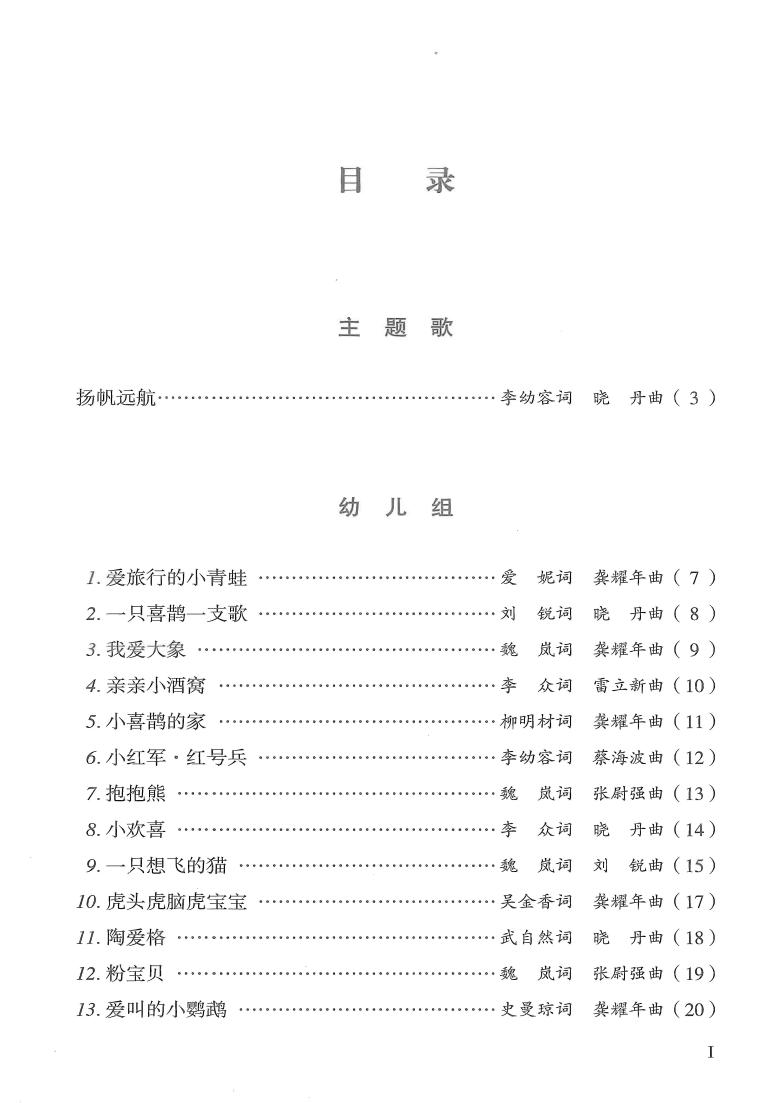 目　录
主　题　歌
扬帆远航……………………………………………李幼容词　晓　丹曲（ 3 ）
幼　儿　组
1. 爱旅行的小青蛙 ………………………………爱　妮词　龚耀年曲（ 7 ）
2. 一只喜鹊一支歌 ………………………………刘　锐词　晓　丹曲（ 8 ）
3. 我爱大象 ………………………………………魏　岚词　龚耀年曲（ 9 ）
4. 亲亲小酒窝 ……………………………………李　众词　雷立新曲（10）
5. 小喜鹊的家 ……………………………………柳明材词　龚耀年曲（11）
6. 小红军·红号兵 ………………………………李幼容词　蔡海波曲（12）
7. 抱抱熊 …………………………………………魏　岚词　张尉强曲（13）
8. 小欢喜 …………………………………………李　众词　晓　丹曲（14）
9. 一只想飞的猫 …………………………………魏　岚词　刘　锐曲（15）
10. 虎头虎脑虎宝宝 ………………………………吴金香词　龚耀年曲（17）
11. 陶爱格 …………………………………………武自然词　晓　丹曲（18）
12. 粉宝贝 …………………………………………魏　岚词　张尉强曲（19）
13. 爱叫的小鹦鹉 …………………………………史曼琼词　龚耀年曲（20）
I